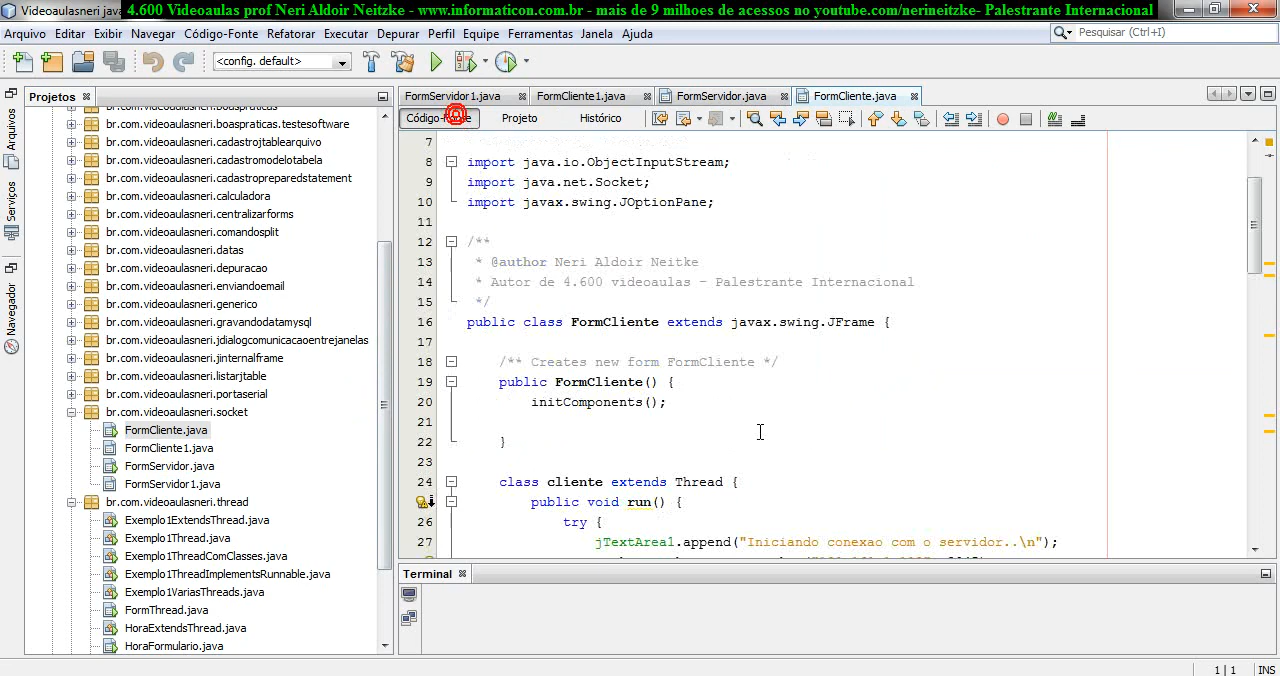 Videoaulasneri java
4.600 Videoaulas prof Neri Aldoir Neitzke - www.informaticon.com.br - mais de 9 milhoes de acessos no youtube.com/nerineitzke- Palestrante Internacional
Arquivo Editar Exibir Navegar Código-Fonte Refatorar Executar Depurar Perfil Equipe Ferramentas Janela Ajuda
Pesquisar (Ctrl+I)
<config. default>
Arquivos
Serviços
Navegador
Projetos
br.com.videoaulasneri.boaspraticas
br.com.videoaulasneri.boaspraticas.testesoftware
br.com.videoaulasneri.cadastrojtablearquivo
br.com.videoaulasneri.cadastromodelotabela
br.com.videoaulasneri.cadastropreparedstatement
br.com.videoaulasneri.calculadora
br.com.videoaulasneri.centralizarforms
br.com.videoaulasneri.comandosplit
br.com.videoaulasneri.datas
br.com.videoaulasneri.depuracao
br.com.videoaulasneri.enviandoemail
br.com.videoaulasneri.generico
br.com.videoaulasneri.gravandodatamysql
br.com.videoaulasneri.jdialogcomunicacaoentrejanelas
br.com.videoaulasneri.jinternalframe
br.com.videoaulasneri.listarjtable
br.com.videoaulasneri.portaserial
br.com.videoaulasneri.socket
FormCliente.java
FormCliente1.java
FormServidor.java
FormServidor1.java
br.com.videoaulasneri.thread
Exemplo1ExtendsThread.java
Exemplo1Thread.java
Exemplo1ThreadComClasses.java
Exemplo1ThreadImplementsRunnable.java
Exemplo1VariasThreads.java
FormThread.java
HoraExtendsThread.java
HoraFormulario.java
FormServidor1.java FormCliente1.java FormServidor.java FormCliente.java
Projeto Histórico
7
8 import java.io.ObjectInputStream;
9 import java.net.Socket;
10 import javax.swing.JOptionPane;
11
12 /**
13 * @author Neri Aldoir Neitke
14 * Autor de 4.600 videoaulas - Palestrante Internacional
15 */
16 public class FormCliente extends javax.swing.JFrame {
17
18 /** Creates new form FormCliente */
19 public FormCliente() {
20 initComponents();
21
22 }
23
24 class cliente extends Thread {
public void run() {
26 try {
27 jTextArea1.append("Iniciando conexao com o servidor..\n");
Terminal
1 | 1 INS